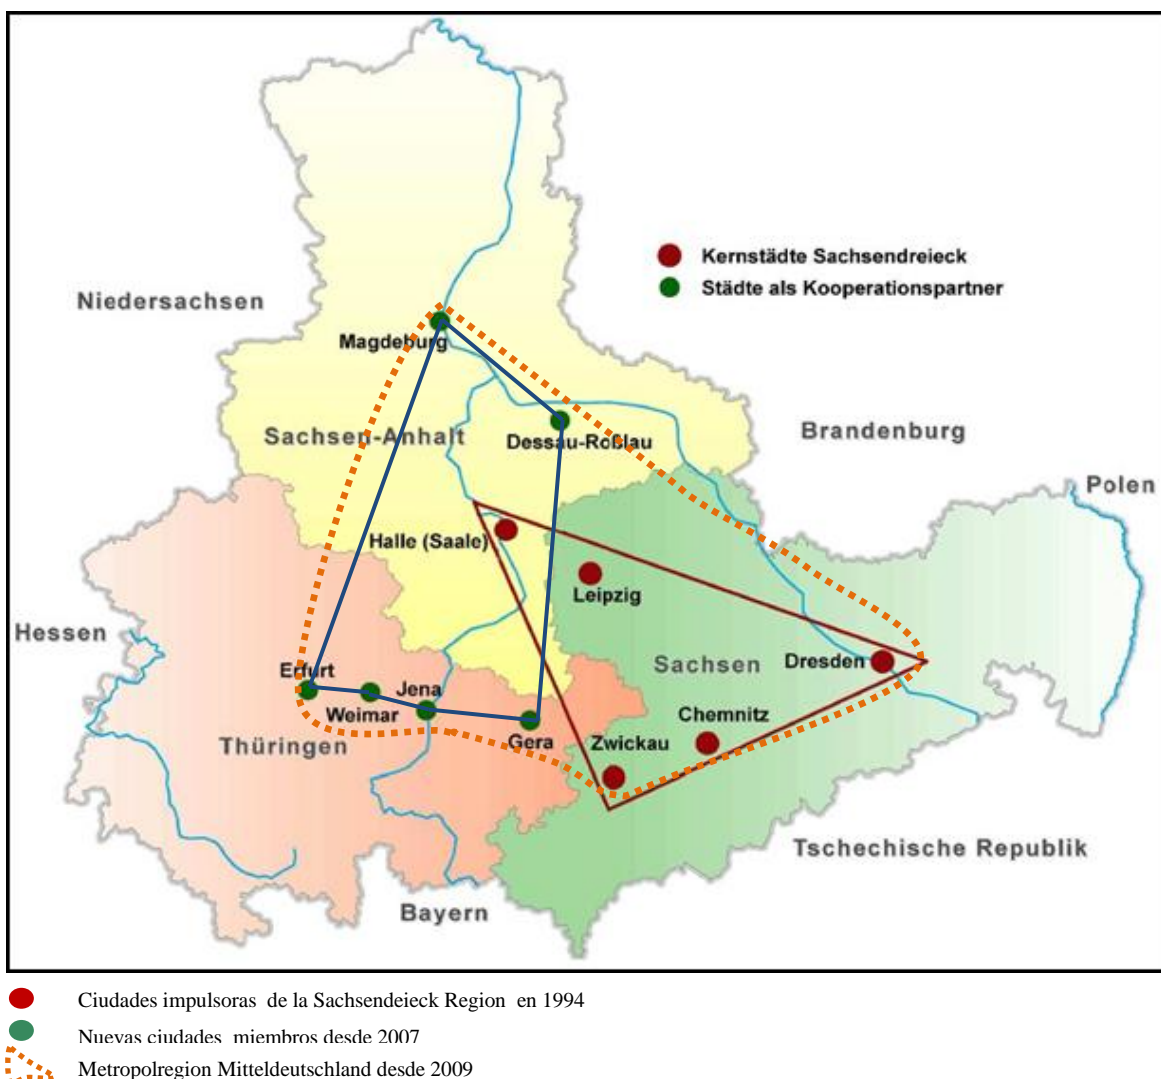 Kernstädte Sachsendreieck
Städte als Kooperationspartner
Niedersachsen
Magdeburg
Sachsen-Anhalt
Dessau-Roßlau
Brandenburg
Polen
Halle (Saale)
Leipzig
Hessen
Erfurt
Jena
Weimar
Thüringen
Gera
Sachsen
Dresden
Chemnitz
Zwickau
Tschechische Republik
Bayern
Ciudades impulsoras de la Sachsendeieck Region en 1994
Nuevas ciudades miembros desde 2007
Metropolregion Mitteldeutschland desde 2009